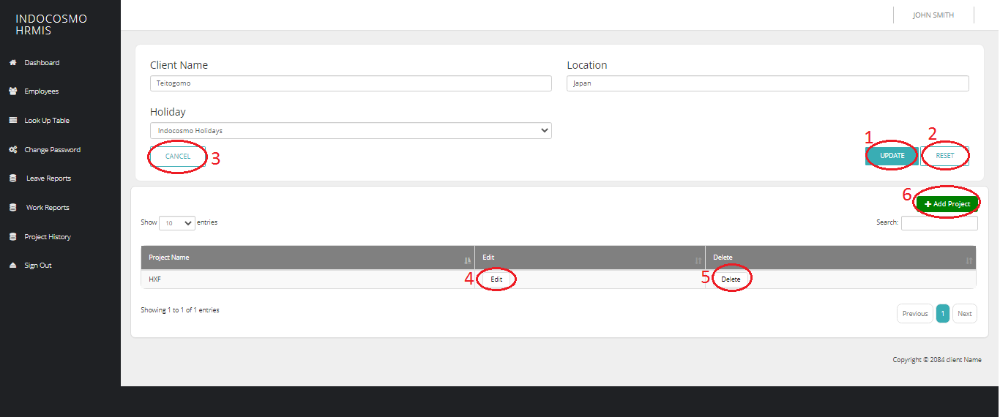 INDOCOSMO
HRMIS
JOHN SMITH
Dashboard
Employees
Look Up Table
Change Password
Leave Reports
Work Reports
Project History
Sign Out
Client Name
Location
Teitogomo
Japan
Holiday
Indocosmo Holidays
CANCEL 3
1 UPDATE
2 RESET
6 Add Project
Show 10 entries
Search:
Project Name Edit Delete
HXF 4 Edit 5 Delete
Showing 1 to 1 of 1 entries
Previous 1 Next
Copyright © 2084 client Name